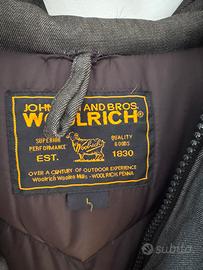 JOHN AND BROS.
WOOLRICH®
SUPERIOR PERFORMANCE
Woolrich
QUALITY GOODS
EST. 1830
OVER A CENTURY OF OUTDOOR EXPERIENCE
Woolrich Woolen Mills - WOOLRICH, PENNA
L
subito